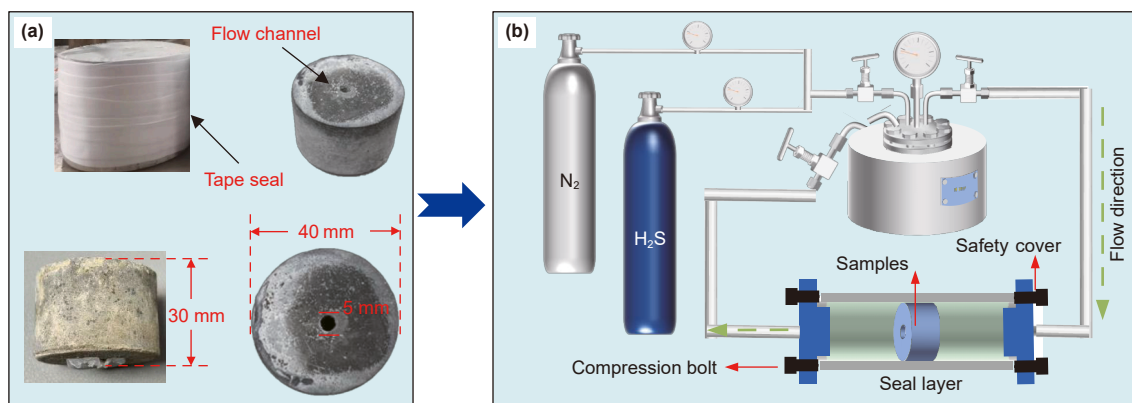 (a)
Flow channel
Tape seal
40 mm
30 mm
5 mm
(b)
N₂
H₂S
Flow direction
Safety cover
Samples
Compression bolt
Seal layer